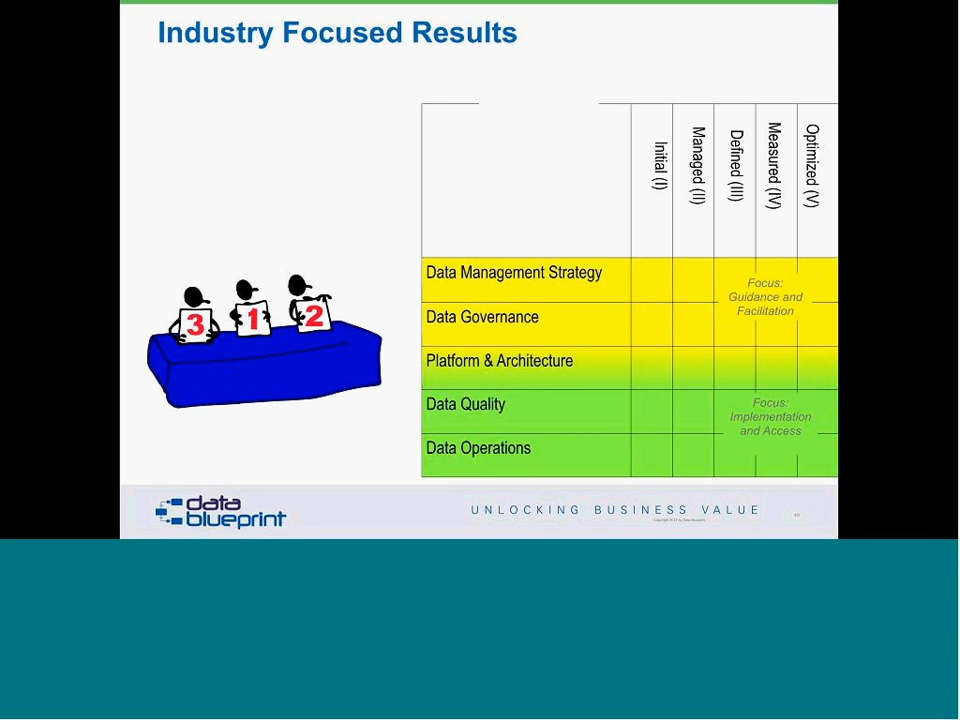 Industry Focused Results
Initial (I)
Managed (II)
Defined (III)
Measured (IV)
Optimized (V)
Data Management Strategy
Focus:
Guidance and
Facilitation
Data Governance
Platform & Architecture
Data Quality
Focus:
Implementation
and Access
Data Operations
3 1 2
data
blueprint
UNLOCKING BUSINESS VALUE